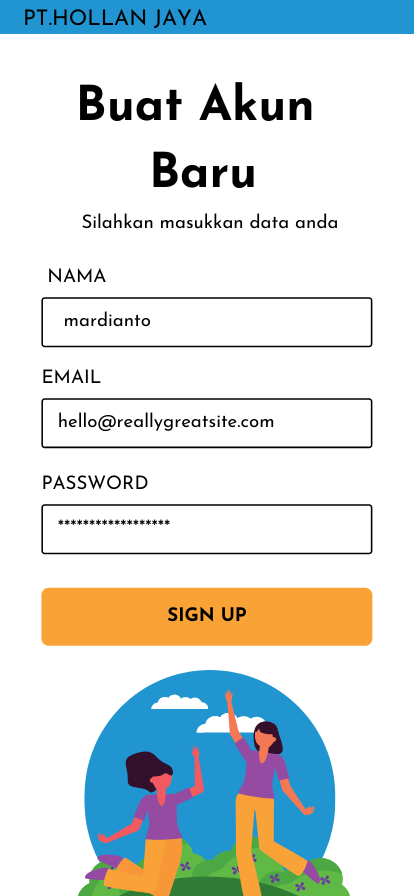 PT.HOLLAN JAYA
Buat Akun
Baru
Silahkan masukkan data anda
NAMA
mardianto
EMAIL
hello@reallygreatsite.com
PASSWORD
******************
SIGN UP